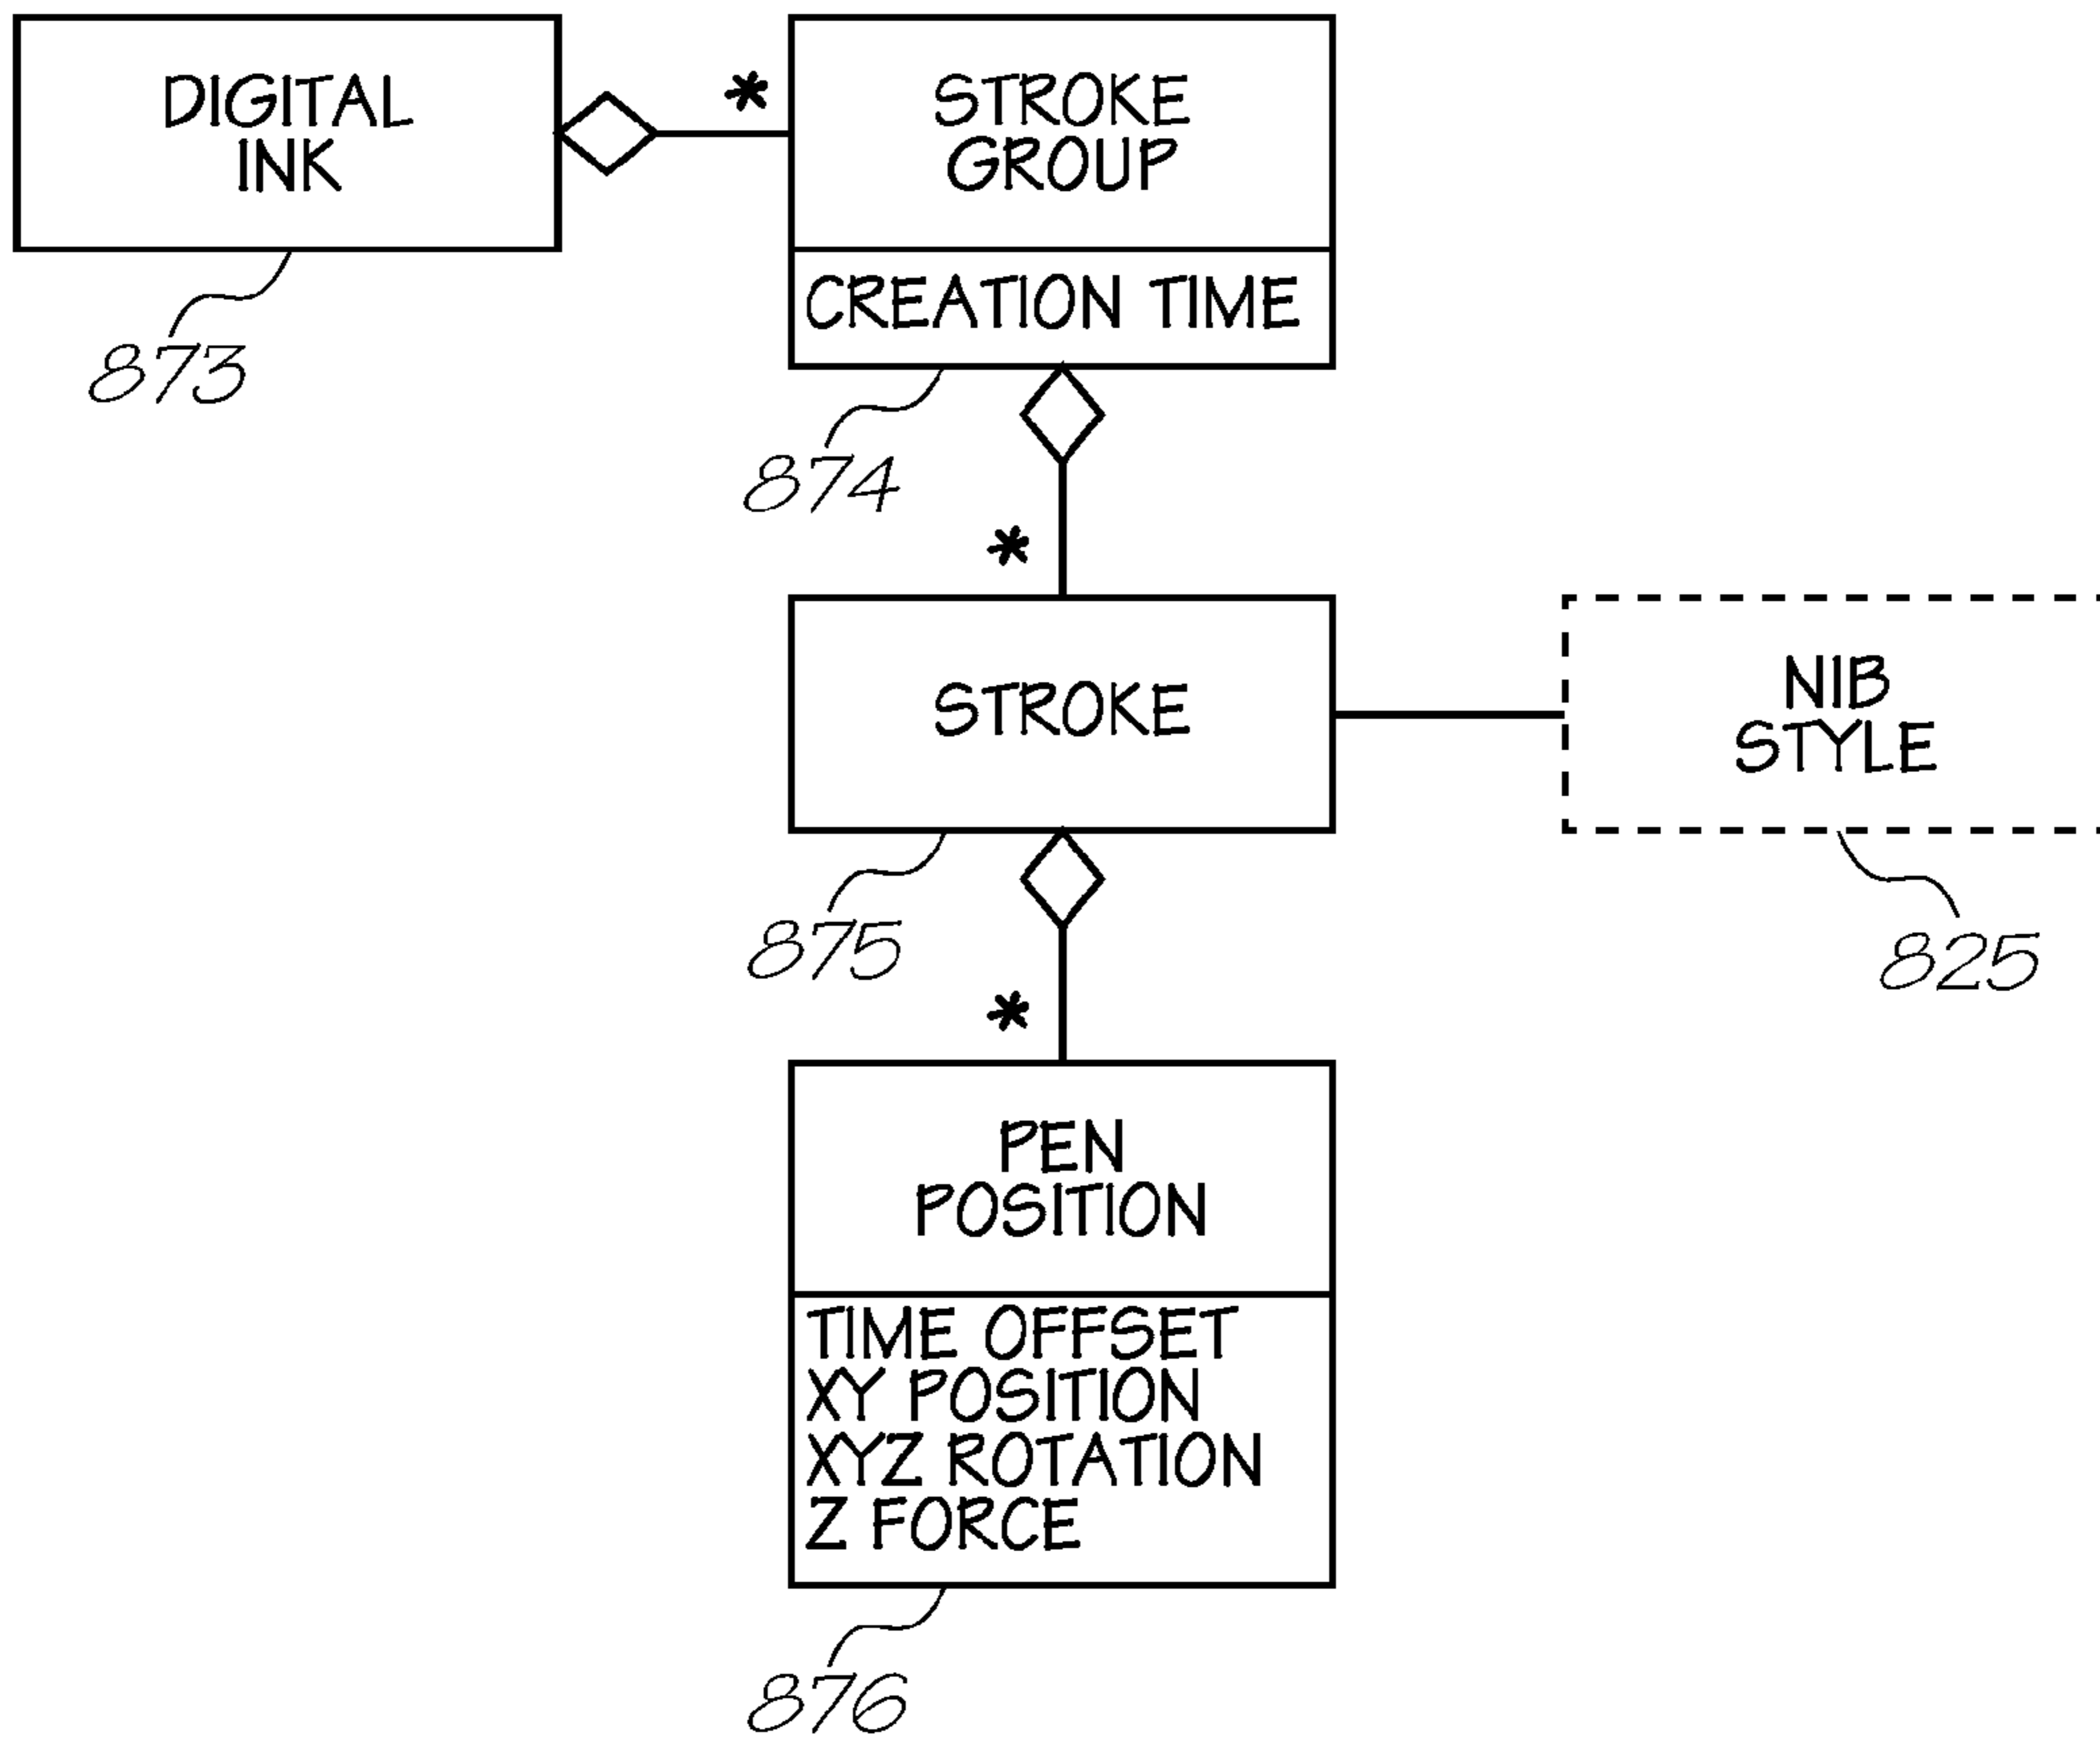 DIGITAL
INK
*
STROKE
GROUP
CREATION TIME
873
874
*
STROKE
NIB
STYLE
875
825
*
PEN
POSITION
TIME OFFSET
XY POSITION
XYZ ROTATION
Z FORCE
876